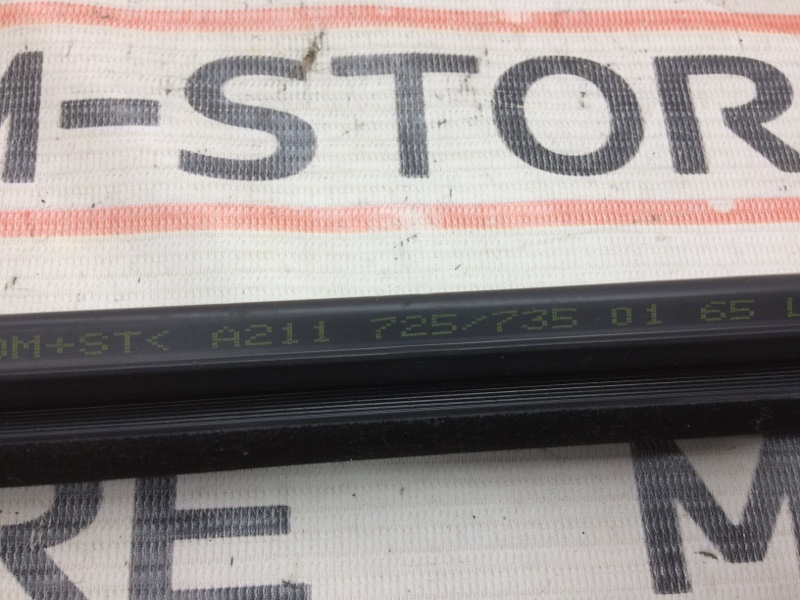 M-STOR
OM+ST< A211 725/735 01 65 L
RE M